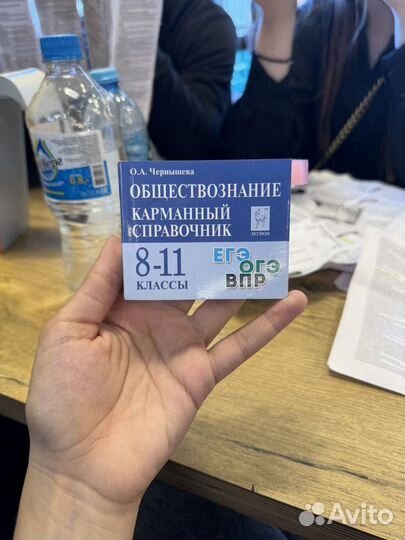 О.А. Чернышева
ОБЩЕСТВОЗНАНИЕ
КАРМАННЫЙ
СПРАВОЧНИК
ЛЕГИОН
8-11
КЛАССЫ
ЕГЭ
ОГЭ
ВПР
Avito